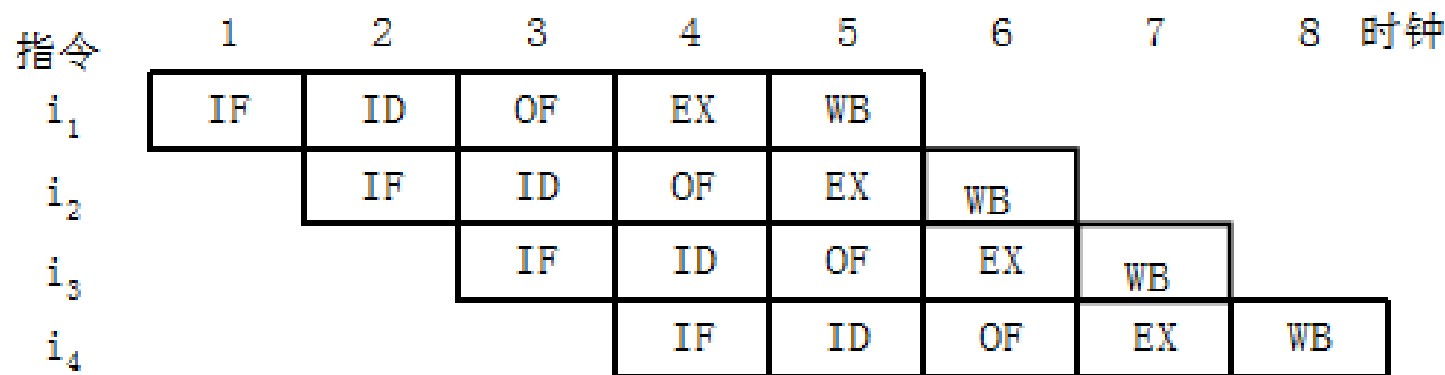 指令 1 2 3 4 5 6 7 8 时钟
i1 IF ID OF EX WB
i2 IF ID OF EX WB
i3 IF ID OF EX WB
i4 IF ID OF EX WB